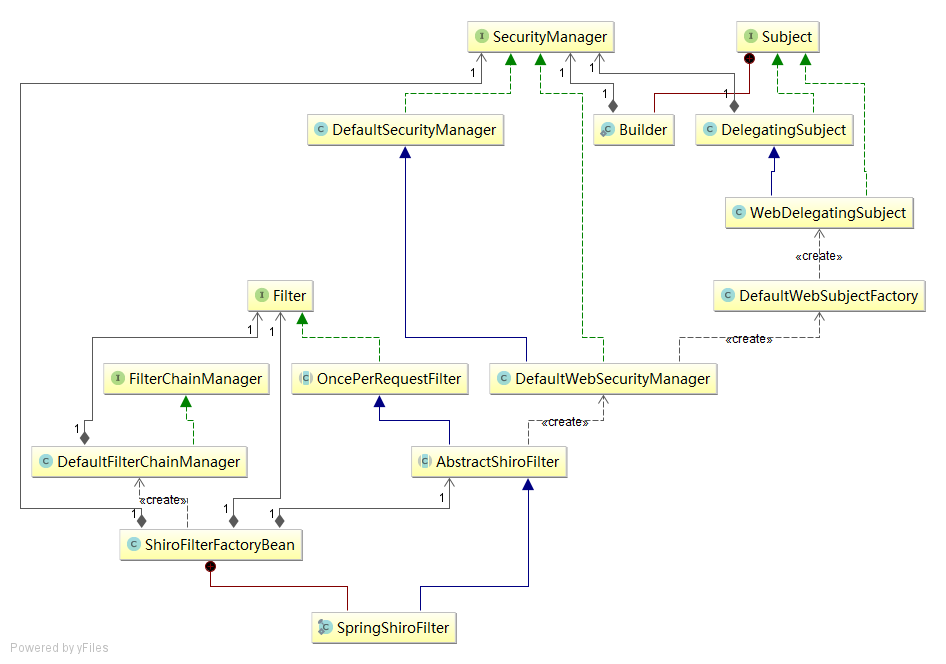 I SecurityManager
I Subject
1
1
1
1
1
C DefaultSecurityManager
C Builder
C DelegatingSubject
C WebDelegatingSubject
«create»
I Filter
C DefaultWebSubjectFactory
1
1
«create»
I FilterChainManager
C OncePerRequestFilter
C DefaultWebSecurityManager
«create»
1
C DefaultFilterChainManager
C AbstractShiroFilter
«create»
1
1
1
1
C ShiroFilterFactoryBean
C SpringShiroFilter
Powered by yFiles